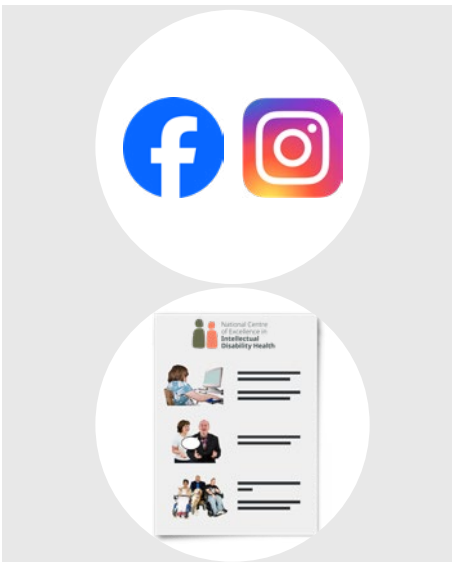 National Centre
of Excellence in
Intellectual
Disability Health